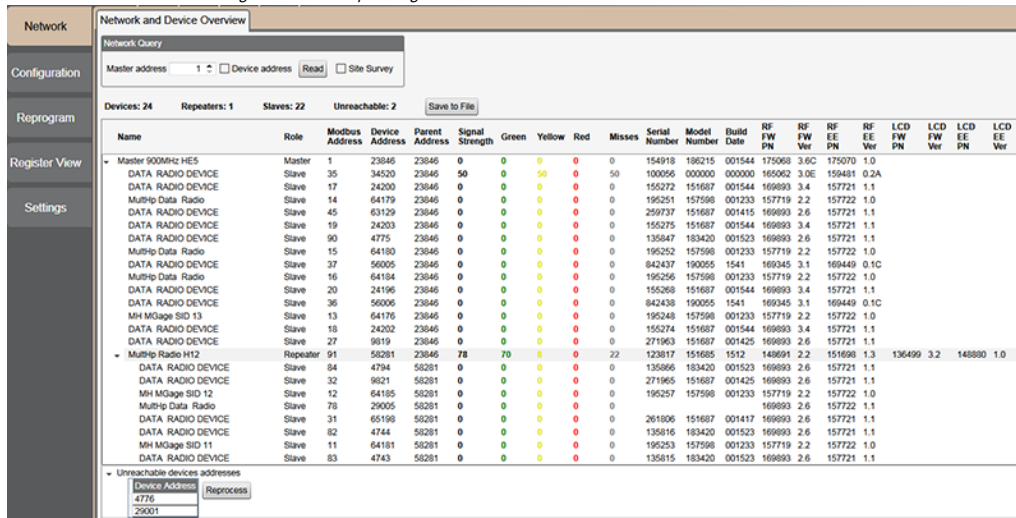 Network
Configuration
Reprogram
Register View
Settings
Network and Device Overview
Network Query
Master address 1 Device address Read Site Survey
Devices: 24 Repeaters: 1 Slaves: 22 Unreachable: 2 Save to File
Name Role Modbus Address Device Address Parent Address Signal Strength Green Yellow Red Misses Serial Number Model Number Build Date RF FW PN RF FW Ver RF EE PN RF EE Ver LCD FW PN LCD FW Ver LCD EE PN LCD EE Ver
Master 900MHz HE5 Master 1 23846 23846 0 0 0 0 0 154918 186215 001544 175068 3.6C 175070 1.0
DATA RADIO DEVICE Slave 35 34520 23846 50 0 50 0 50 100056 000000 000000 165062 3.0E 159481 0.2A
DATA RADIO DEVICE Slave 17 24200 23846 0 0 0 0 0 155272 151687 001544 169893 3.4 157721 1.1
MultHp Data Radio Slave 14 64179 23846 0 0 0 0 0 195251 157598 001233 157719 2.2 157722 1.0
DATA RADIO DEVICE Slave 45 63129 23846 0 0 0 0 0 259737 151687 001415 169893 2.6 157721 1.1
DATA RADIO DEVICE Slave 19 24203 23846 0 0 0 0 0 155275 151687 001544 169893 3.4 157721 1.1
DATA RADIO DEVICE Slave 90 4775 23846 0 0 0 0 0 135847 183420 001523 169893 2.6 157721 1.1
MultHp Data Radio Slave 15 64180 23846 0 0 0 0 0 195252 157598 001233 157719 2.2 157722 1.0
DATA RADIO DEVICE Slave 37 56005 23846 0 0 0 0 0 842437 190055 1541 169345 3.1 169449 0.1C
MultHp Data Radio Slave 16 64184 23846 0 0 0 0 0 195256 157598 001233 157719 2.2 157722 1.0
DATA RADIO DEVICE Slave 20 24196 23846 0 0 0 0 0 155268 151687 001544 169893 3.4 157721 1.1
DATA RADIO DEVICE Slave 36 56006 23846 0 0 0 0 0 842438 190055 1541 169345 3.1 169449 0.1C
MH MGage SID 13 Slave 13 64176 23846 0 0 0 0 0 195248 157598 001233 157719 2.2 157722 1.0
DATA RADIO DEVICE Slave 18 24202 23846 0 0 0 0 0 155274 151687 001544 169893 3.4 157721 1.1
DATA RADIO DEVICE Slave 27 9819 23846 0 0 0 0 0 271963 151687 001425 169893 2.6 157721 1.1
MultHp Radio H12 Repeater 91 58281 23846 78 70 8 0 22 123817 151685 1512 148691 2.2 151698 1.3 136499 3.2 148880 1.0
DATA RADIO DEVICE Slave 84 4794 58281 0 0 0 0 0 135866 183420 001523 169893 2.6 157721 1.1
DATA RADIO DEVICE Slave 32 9821 58281 0 0 0 0 0 271965 151687 001425 169893 2.6 157721 1.1
MH MGage SID 12 Slave 12 64185 58281 0 0 0 0 0 195257 157598 001233 157719 2.2 157722 1.0
MultHp Data Radio Slave 78 29005 58281 0 0 0 0 0 169893 2.6 157722 1.1
DATA RADIO DEVICE Slave 31 65198 58281 0 0 0 0 0 261806 151687 001417 169893 2.6 157721 1.1
DATA RADIO DEVICE Slave 82 4744 58281 0 0 0 0 0 135816 183420 001523 169893 2.6 157721 1.1
MH MGage SID 11 Slave 11 64181 58281 0 0 0 0 0 195253 157598 001233 157719 2.2 157722 1.0
DATA RADIO DEVICE Slave 83 4743 58281 0 0 0 0 0 135815 183420 001523 169893 2.6 157721 1.1
Unreachable devices addresses
Device Address Reprocess
4776
29001